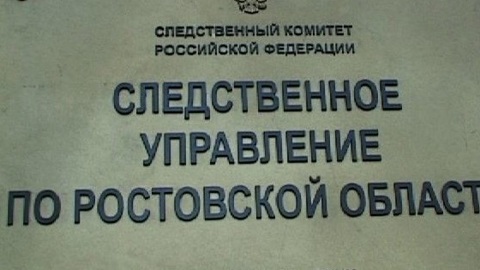 СЛЕДСТВЕННЫЙ КОМИТЕТ
РОССИЙСКОЙ ФЕДЕРАЦИИ
СЛЕДСТВЕННОЕ
УПРАВЛЕНИЕ
ПО РОСТОВСКОЙ ОБЛАСТ